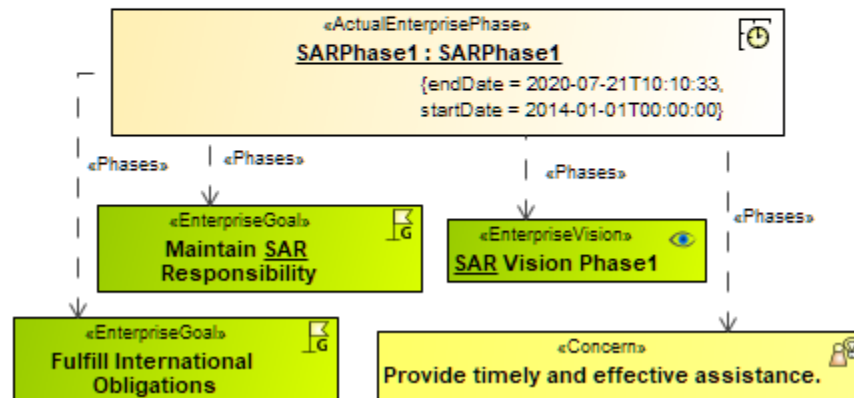 «ActualEnterprisePhase»
SARPhase1 : SARPhase1
{endDate = 2020-07-21T10:10:33,
startDate = 2014-01-01T00:00:00}
«Phases»
«Phases»
«Phases»
«Phases»
«EnterpriseGoal»
G
Maintain SAR
Responsibility
«EnterpriseVision»
SAR Vision Phase1
«EnterpriseGoal»
G
Fulfill International
Obligations
«Concern»
Provide timely and effective assistance.